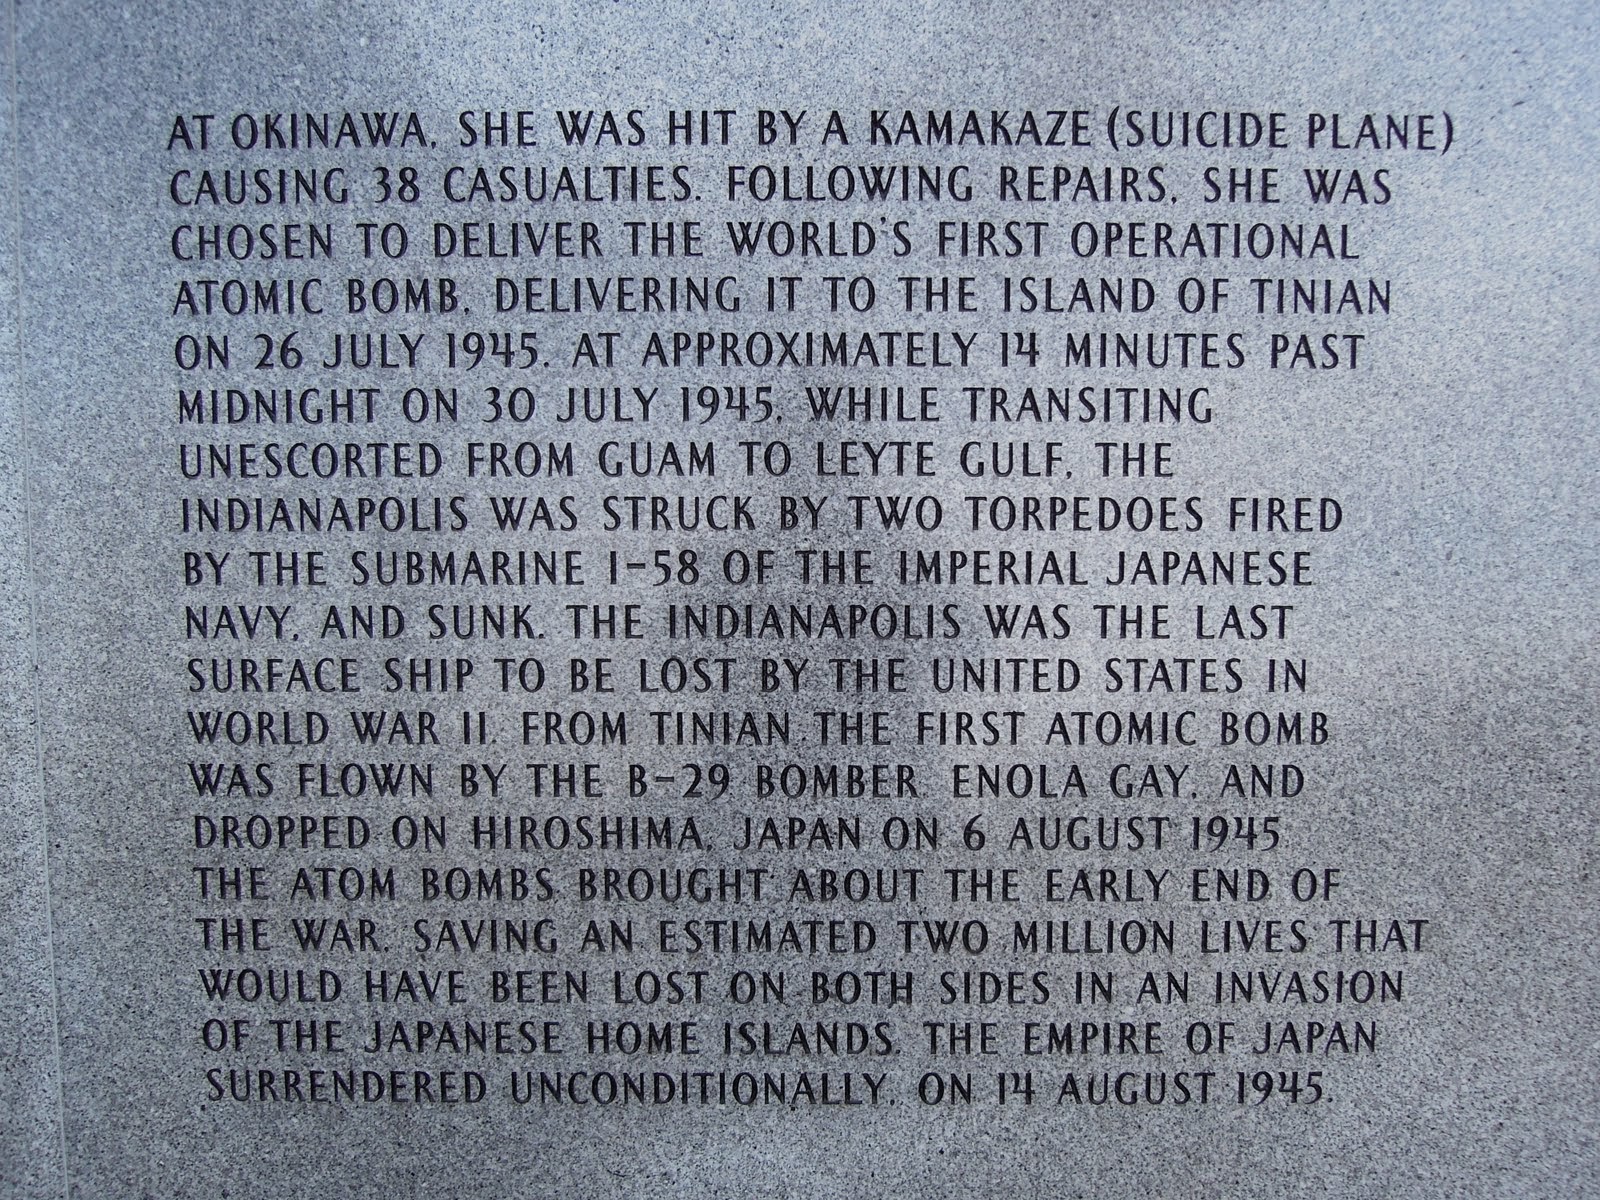 AT OKINAWA, SHE WAS HIT BY A KAMAKAZE (SUICIDE PLANE)
CAUSING 38 CASUALTIES. FOLLOWING REPAIRS, SHE WAS
CHOSEN TO DELIVER THE WORLD'S FIRST OPERATIONAL
ATOMIC BOMB, DELIVERING IT TO THE ISLAND OF TINIAN
ON 26 JULY 1945. AT APPROXIMATELY 14 MINUTES PAST
MIDNIGHT ON 30 JULY 1945, WHILE TRANSITING
UNESCORTED FROM GUAM TO LEYTE GULF, THE
INDIANAPOLIS WAS STRUCK BY TWO TORPEDOES FIRED
BY THE SUBMARINE I-58 OF THE IMPERIAL JAPANESE
NAVY, AND SUNK. THE INDIANAPOLIS WAS THE LAST
SURFACE SHIP TO BE LOST BY THE UNITED STATES IN
WORLD WAR II. FROM TINIAN THE FIRST ATOMIC BOMB
WAS FLOWN BY THE B-29 BOMBER, ENOLA GAY, AND
DROPPED ON HIROSHIMA, JAPAN ON 6 AUGUST 1945.
THE ATOM BOMBS BROUGHT ABOUT THE EARLY END OF
THE WAR, SAVING AN ESTIMATED TWO MILLION LIVES THAT
WOULD HAVE BEEN LOST ON BOTH SIDES IN AN INVASION
OF THE JAPANESE HOME ISLANDS. THE EMPIRE OF JAPAN
SURRENDERED UNCONDITIONALLY, ON 14 AUGUST 1945.